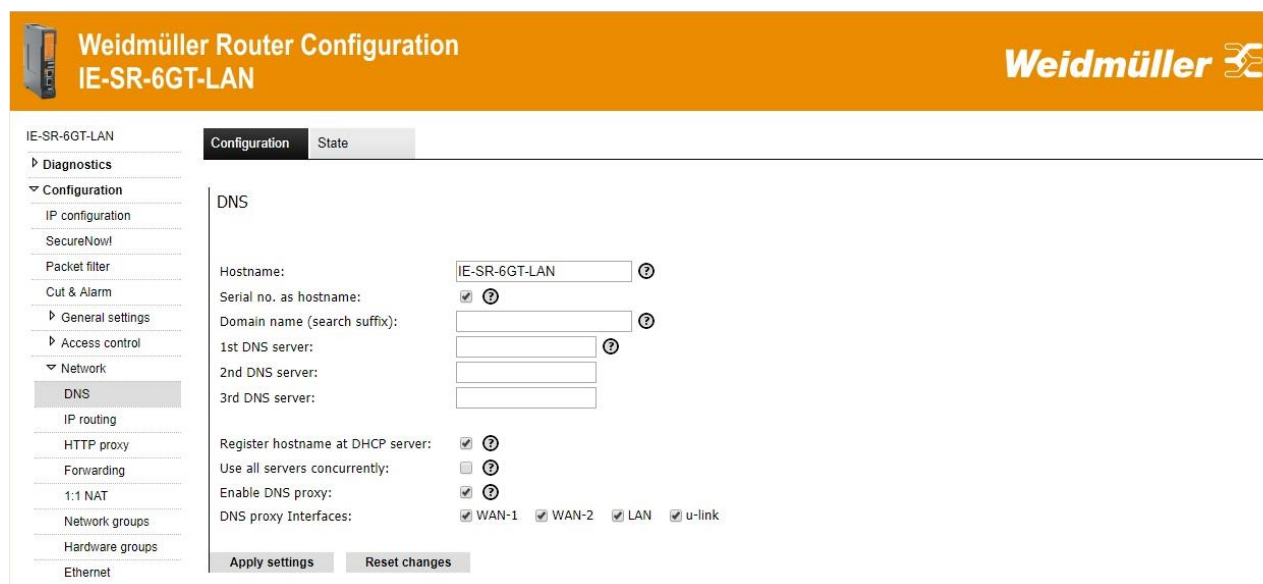 Weidmüller Router Configuration
IE-SR-6GT-LAN
Weidmüller
IE-SR-6GT-LAN
Diagnostics
Configuration
IP configuration
SecureNow!
Packet filter
Cut & Alarm
General settings
Access control
Network
DNS
IP routing
HTTP proxy
Forwarding
1:1 NAT
Network groups
Hardware groups
Ethernet
Configuration State
DNS
Hostname: IE-SR-6GT-LAN ?
Serial no. as hostname: ?
Domain name (search suffix): ?
1st DNS server: ?
2nd DNS server:
3rd DNS server:
Register hostname at DHCP server: ?
Use all servers concurrently: ?
Enable DNS proxy: ?
DNS proxy Interfaces: WAN-1 WAN-2 LAN u-link
Apply settings Reset changes